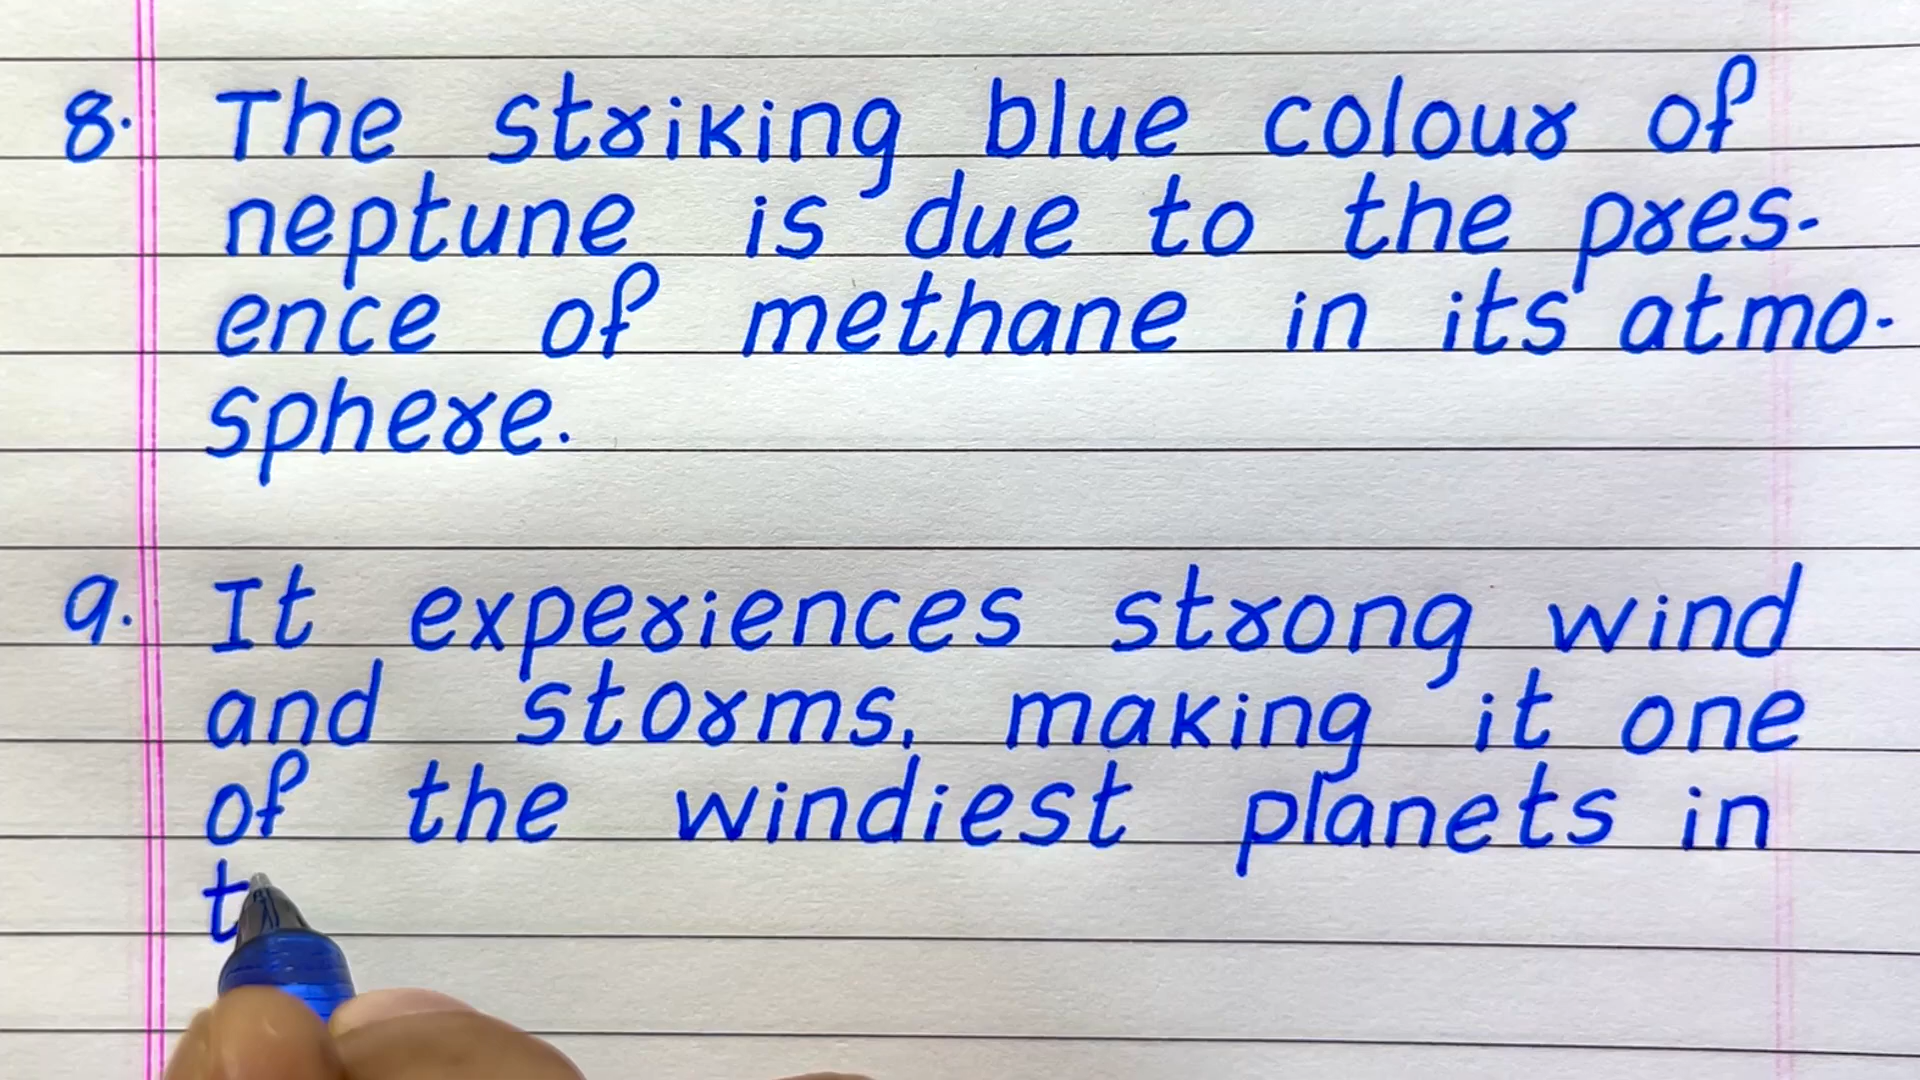 8. The striking blue colour of
neptune is due to the pres-
ence of methane in its atmo-
sphere.
9. It experiences strong wind
and storms, making it one
of the windiest planets in
t